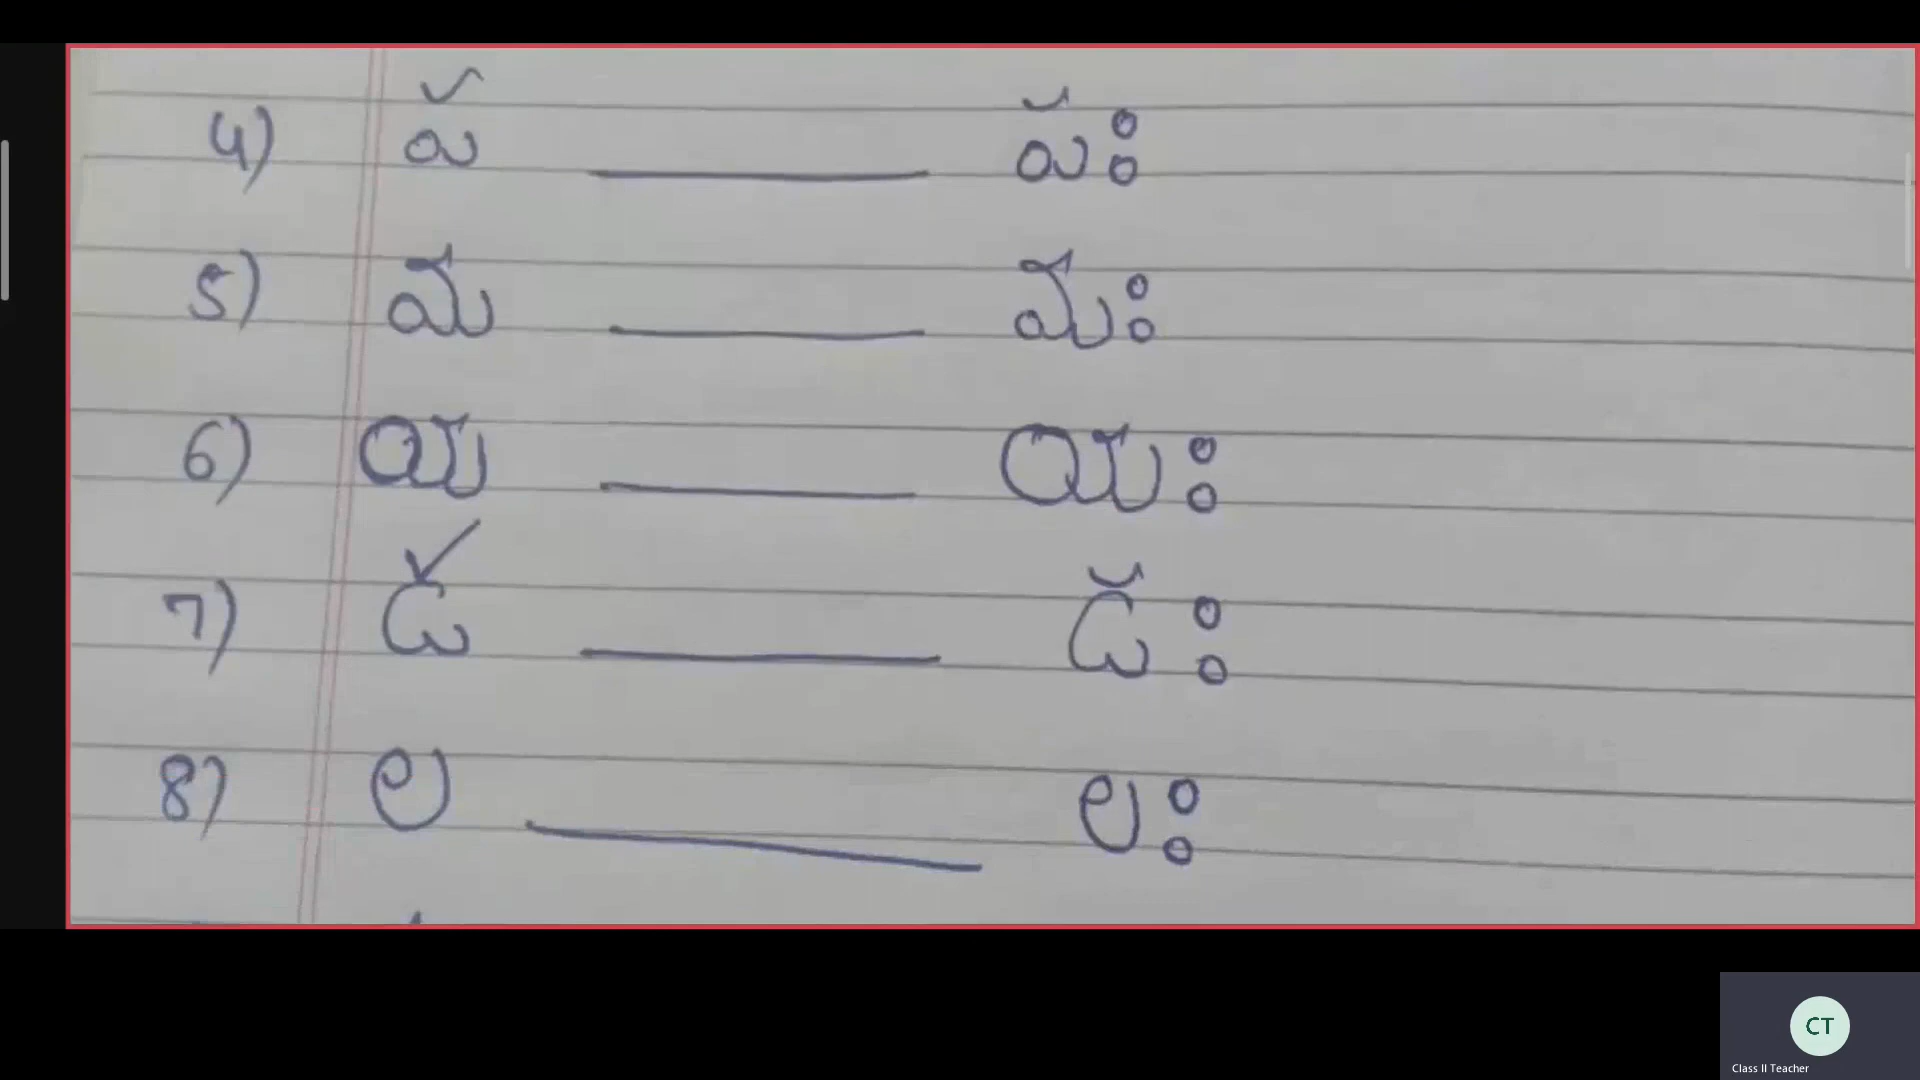 4) వ ______ వః
5) మ ______ మః
6) య ______ యః
7) డ ______ డః
8) ల ______ లః
CT
Class II Teacher